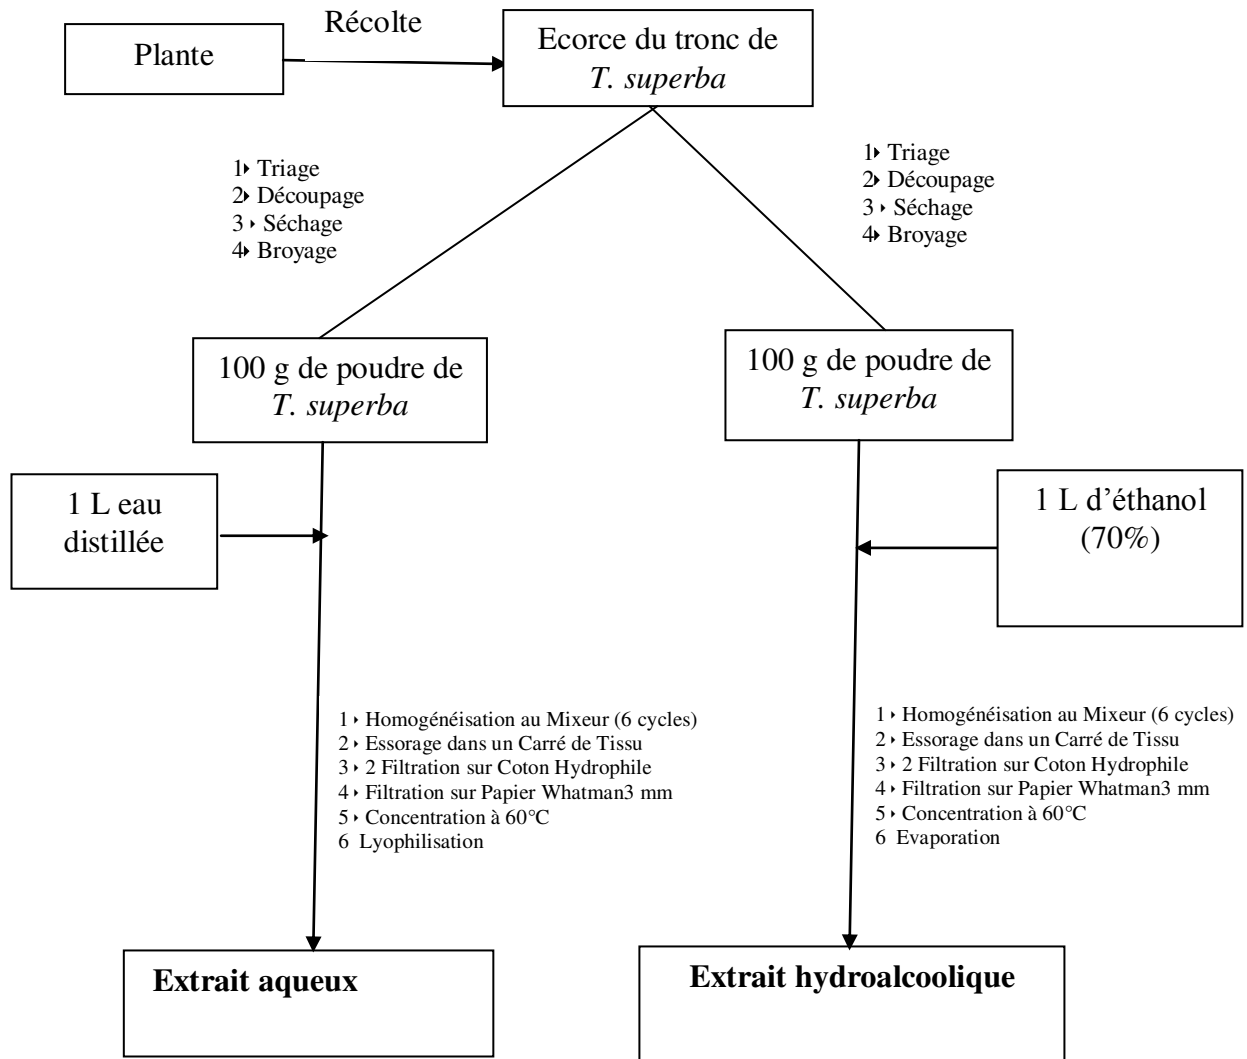 Plante
Récolte
Ecorce du tronc de
T. superba
1▸ Triage
2▸ Découpage
3 ▸ Séchage
4▸ Broyage
1▸ Triage
2▸ Découpage
3 ▸ Séchage
4▸ Broyage
100 g de poudre de
T. superba
100 g de poudre de
T. superba
1 L eau
distillée
1 L d’éthanol
(70%)
1 ▸ Homogénéisation au Mixeur (6 cycles)
2 ▸ Essorage dans un Carré de Tissu
3 ▸ 2 Filtration sur Coton Hydrophile
4 ▸ Filtration sur Papier Whatman3 mm
5 ▸ Concentration à 60°C
6 Lyophilisation
1 ▸ Homogénéisation au Mixeur (6 cycles)
2 ▸ Essorage dans un Carré de Tissu
3 ▸ 2 Filtration sur Coton Hydrophile
4 ▸ Filtration sur Papier Whatman3 mm
5 ▸ Concentration à 60°C
6 Evaporation
Extrait aqueux
Extrait hydroalcoolique